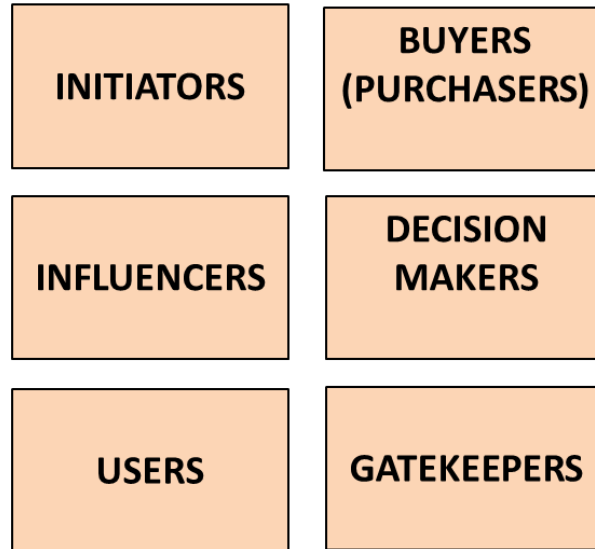 INITIATORS
BUYERS
(PURCHASERS)
INFLUENCERS
DECISION
MAKERS
USERS
GATEKEEPERS